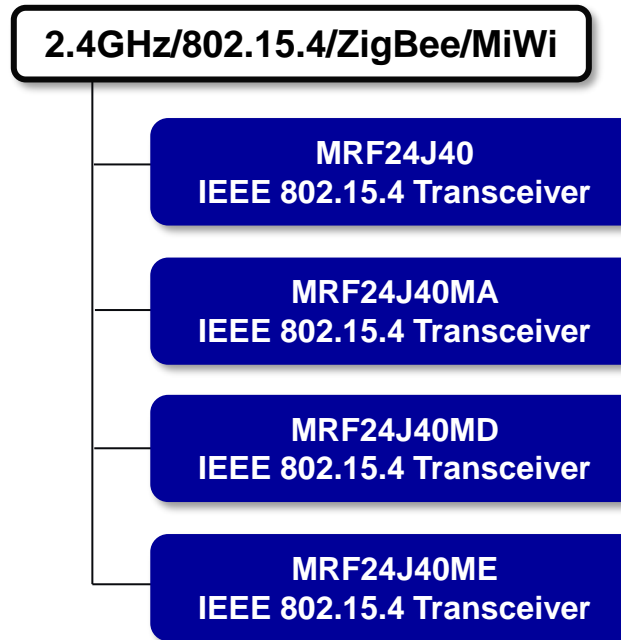 2.4GHz/802.15.4/ZigBee/MiWi
MRF24J40
IEEE 802.15.4 Transceiver
MRF24J40MA
IEEE 802.15.4 Transceiver
MRF24J40MD
IEEE 802.15.4 Transceiver
MRF24J40ME
IEEE 802.15.4 Transceiver